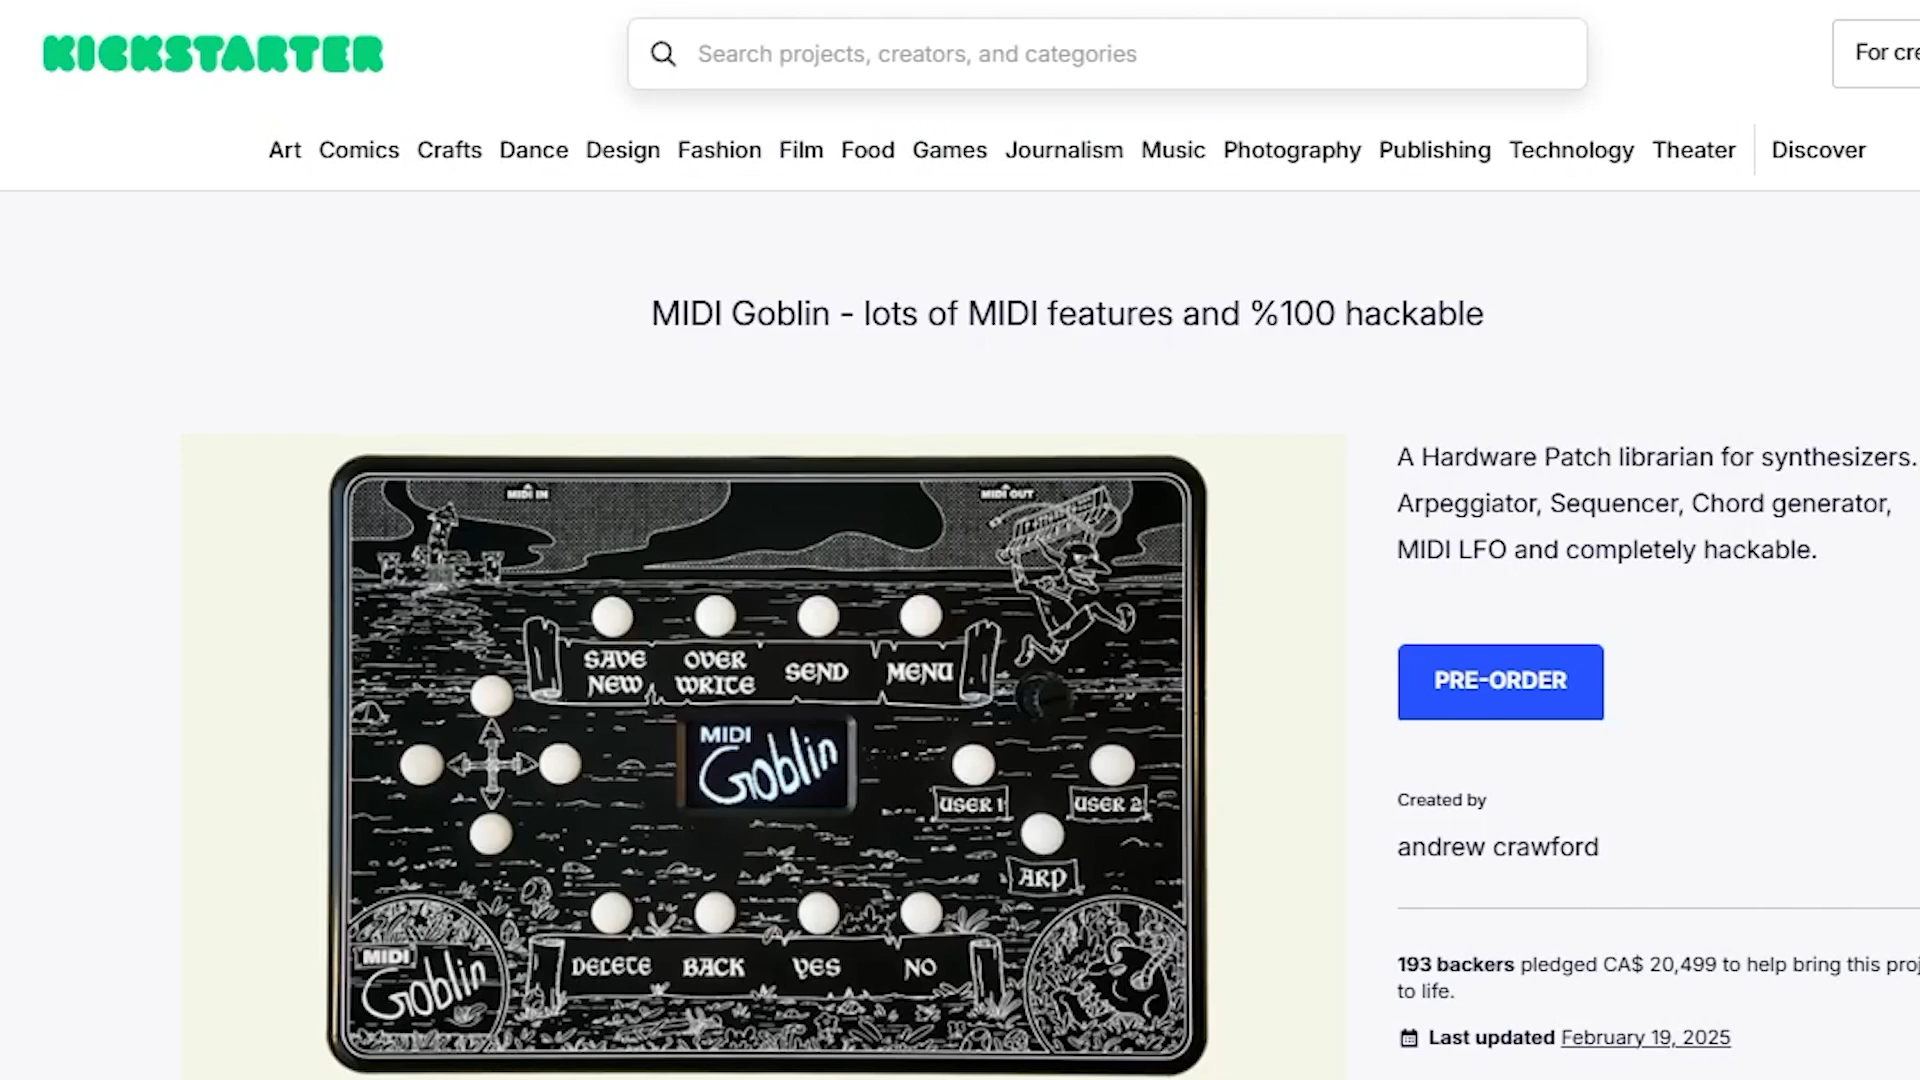 KICKSTARTER
Search projects, creators, and categories
For cre
Art Comics Crafts Dance Design Fashion Film Food Games Journalism Music Photography Publishing Technology Theater Discover
MIDI Goblin - lots of MIDI features and %100 hackable
MIDI IN
MIDI OUT
SAVE NEW
OVER WRITE
SEND
MENU
MIDI
Goblin
USER 1
USER 2
ARP
DELETE
BACK
YES
NO
MIDI
Goblin
A Hardware Patch librarian for synthesizers.
Arpeggiator, Sequencer, Chord generator,
MIDI LFO and completely hackable.
PRE-ORDER
Created by
andrew crawford
193 backers pledged CA$ 20,499 to help bring this proj
to life.
Last updated February 19, 2025